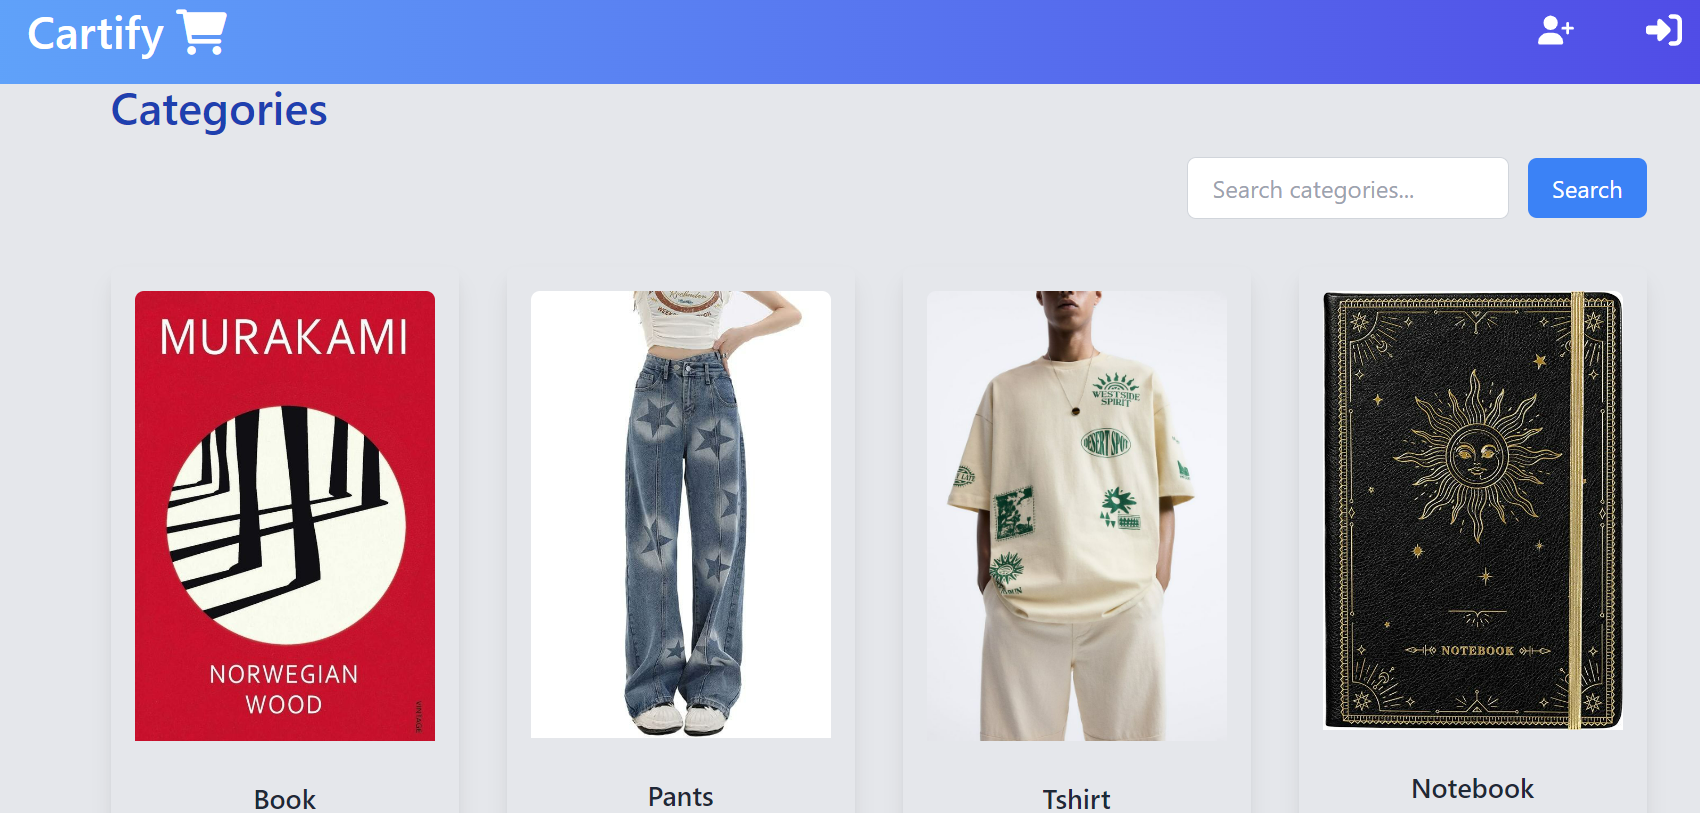 Cartify
Categories
Search categories...
Search
MURAKAMI
NORWEGIAN
WOOD
VINTAGE
Book
Pants
WESTSIDE
SPIRIT
DESERT SPOT
Tshirt
NOTEBOOK
Notebook